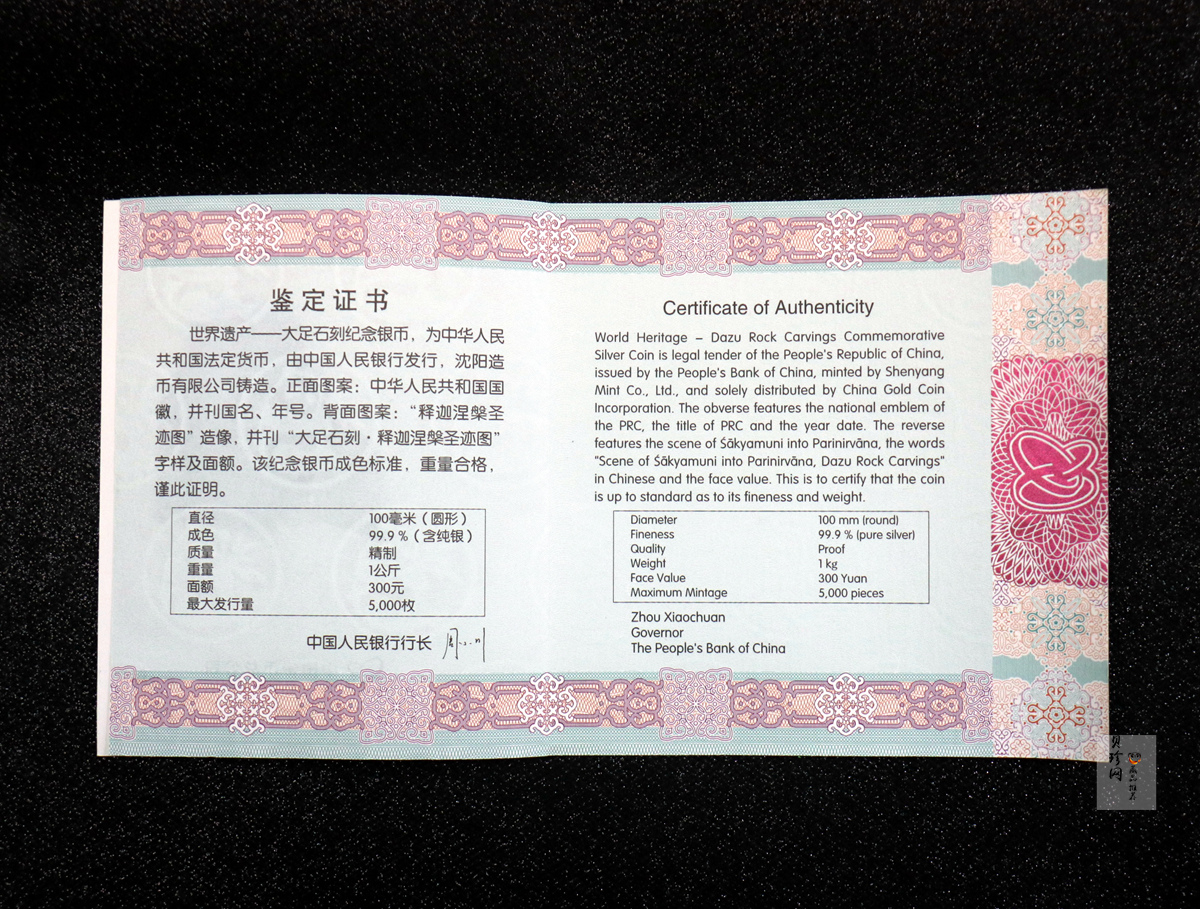 鉴定证书
世界遗产——大足石刻纪念银币，为中华人民
共和国法定货币，由中国人民银行发行，沈阳造
币有限公司铸造。正面图案：中华人民共和国国
徽，并刊国名、年号。背面图案：“释迦涅槃圣
迹图”造像，并刊“大足石刻·释迦涅槃圣迹图”
字样及面额。该纪念银币成色标准，重量合格，
谨此证明。
直径 100毫米（圆形）
成色 99.9％（含纯银）
质量 精制
重量 1公斤
面额 300元
最大发行量 5,000枚
中国人民银行行长
Certificate of Authenticity
World Heritage – Dazu Rock Carvings Commemorative
Silver Coin is legal tender of the People's Republic of China,
issued by the People's Bank of China, minted by Shenyang
Mint Co., Ltd., and solely distributed by China Gold Coin
Incorporation. The obverse features the national emblem of
the PRC, the title of PRC and the year date. The reverse
features the scene of Śākyamuni into Parinirvāna, the words
"Scene of Śākyamuni into Parinirvāna, Dazu Rock Carvings"
in Chinese and the face value. This is to certify that the coin
is up to standard as to its fineness and weight.
Diameter 100 mm (round)
Fineness 99.9 % (pure silver)
Quality Proof
Weight 1 kg
Face Value 300 Yuan
Maximum Mintage 5,000 pieces
Zhou Xiaochuan
Governor
The People's Bank of China